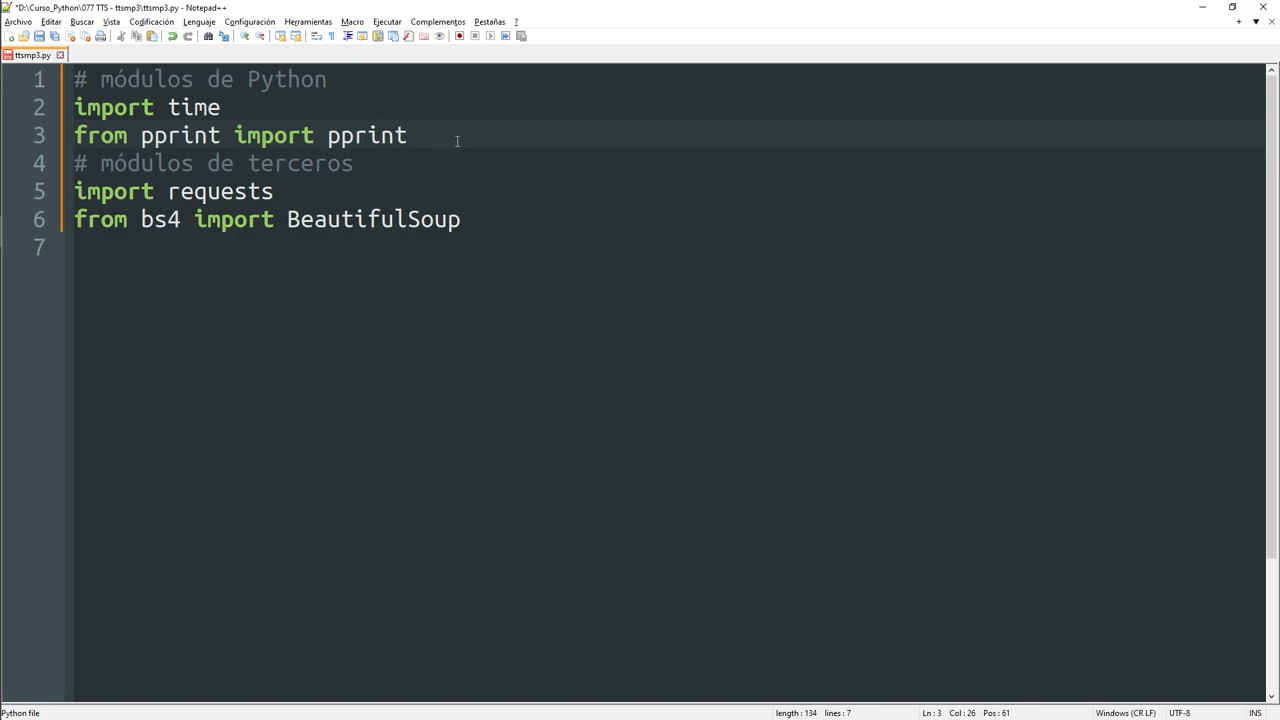 *D:\Curso_Python\077 TTS - ttsmp3\ttsmp3.py - Notepad++
Archivo Editar Buscar Vista Codificación Lenguaje Configuración Herramientas Macro Ejecutar Complementos Pestañas ?
ttsmp3.py
1 # módulos de Python
2 import time
3 from pprint import pprint
4 # módulos de terceros
5 import requests
6 from bs4 import BeautifulSoup
7
Python file length : 134 lines : 7 Ln : 3 Col : 26 Pos : 61 Windows (CR LF) UTF-8 INS